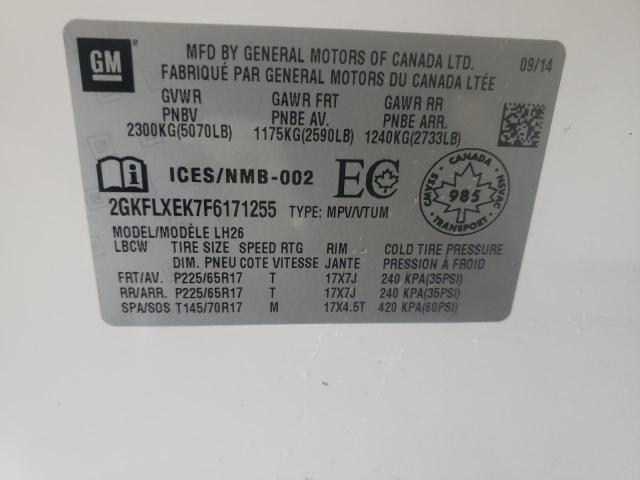 GM
MFD BY GENERAL MOTORS OF CANADA LTD. 09/14
FABRIQUÉ PAR GENERAL MOTORS DU CANADA LTÉE
GVWR GAWR FRT GAWR RR
PNBV PNBE AV. PNBE ARR.
2300KG(5070LB) 1175KG(2590LB) 1240KG(2733LB)
ICES/NMB-002 EC
CANADA
CMVSS 985 NSVAC
TRANSPORT
2GKFLXEK7F6171255 TYPE: MPV/VTUM
MODEL/MODÈLE LH26
LBCW TIRE SIZE SPEED RTG RIM COLD TIRE PRESSURE
DIM. PNEU COTE VITESSE JANTE PRESSION À FROID
FRT/AV. P225/65R17 T 17X7J 240 KPA(35PSI)
RR/ARR. P225/65R17 T 17X7J 240 KPA(35PSI)
SPA/SOS T145/70R17 M 17X4.5T 420 KPA(60PSI)